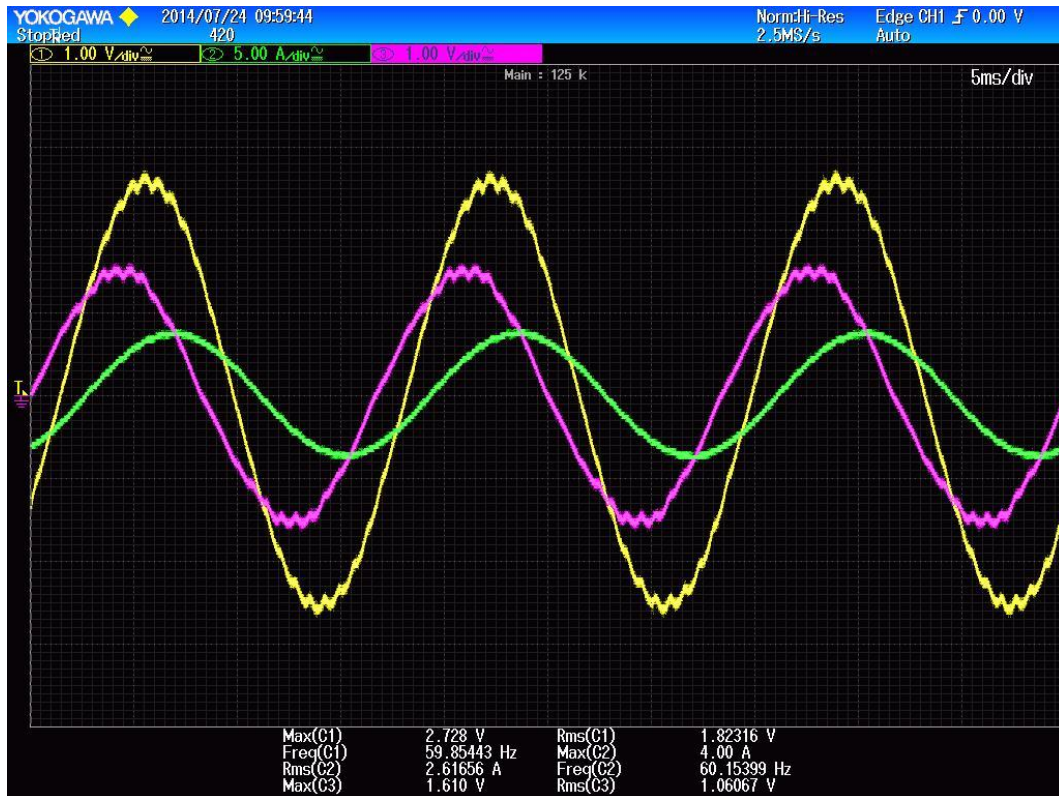 YOKOGAWA 2014/07/24 09:59:44 Norm:Hi-Res Edge CH1 0.00 V
420 2.5MS/s Auto
1 1.00 V/div 2 5.00 A/div 3 1.00 V/div
Main : 125 k
5ms/div
T
Max(C1) 2.728 V Rms(C1) 1.82316 V
Freq(C1) 59.85443 Hz Max(C2) 4.00 A
Rms(C2) 2.61656 A Freq(C2) 60.15399 Hz
Max(C3) 1.610 V Rms(C3) 1.06067 V